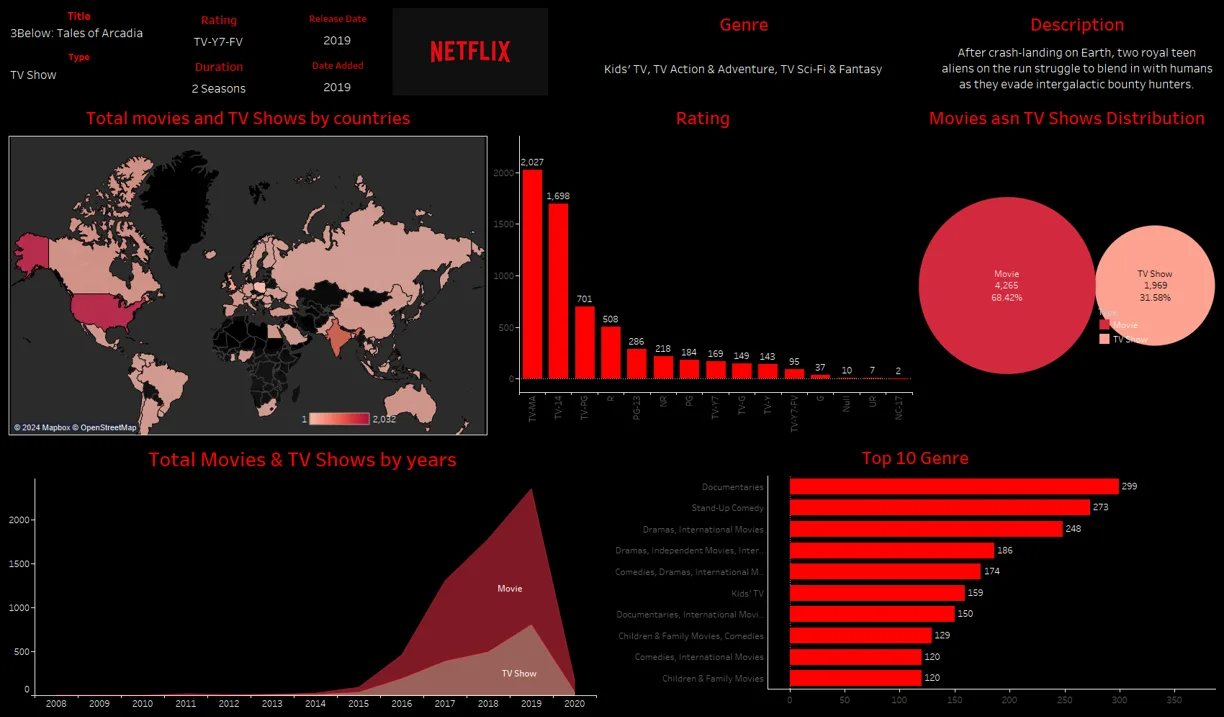 Title
3Below: Tales of Arcadia
Type
TV Show
Rating
TV-Y7-FV
Duration
2 Seasons
Release Date
2019
Date Added
2019
NETFLIX
Genre
Kids' TV, TV Action & Adventure, TV Sci-Fi & Fantasy
Description
After crash-landing on Earth, two royal teen
aliens on the run struggle to blend in with humans
as they evade intergalactic bounty hunters.
Total movies and TV Shows by countries
1
2,032
© 2024 Mapbox © OpenStreetMap
Rating
2000
1500
1000
500
0
2,027
1,698
701
508
286
218
184
169
149
143
95
37
10
7
2
TV-MA
TV-14
TV-PG
R
PG-13
NR
PG
TV-Y7
TV-G
TV-Y
TV-Y7-FV
G
Null
UR
NC-17
Movies asn TV Shows Distribution
Movie
4,265
68.42%
TV Show
1,969
31.58%
Type
Movie
TV Show
Total Movies & TV Shows by years
2000
1500
1000
500
0
Movie
TV Show
2008 2009 2010 2011 2012 2013 2014 2015 2016 2017 2018 2019 2020
Top 10 Genre
Documentaries 299
Stand-Up Comedy 273
Dramas, International Movies 248
Dramas, Independent Movies, Inter.. 186
Comedies, Dramas, International M.. 174
Kids' TV 159
Documentaries, International Movi.. 150
Children & Family Movies, Comedies 129
Comedies, International Movies 120
Children & Family Movies 120
0 50 100 150 200 250 300 350